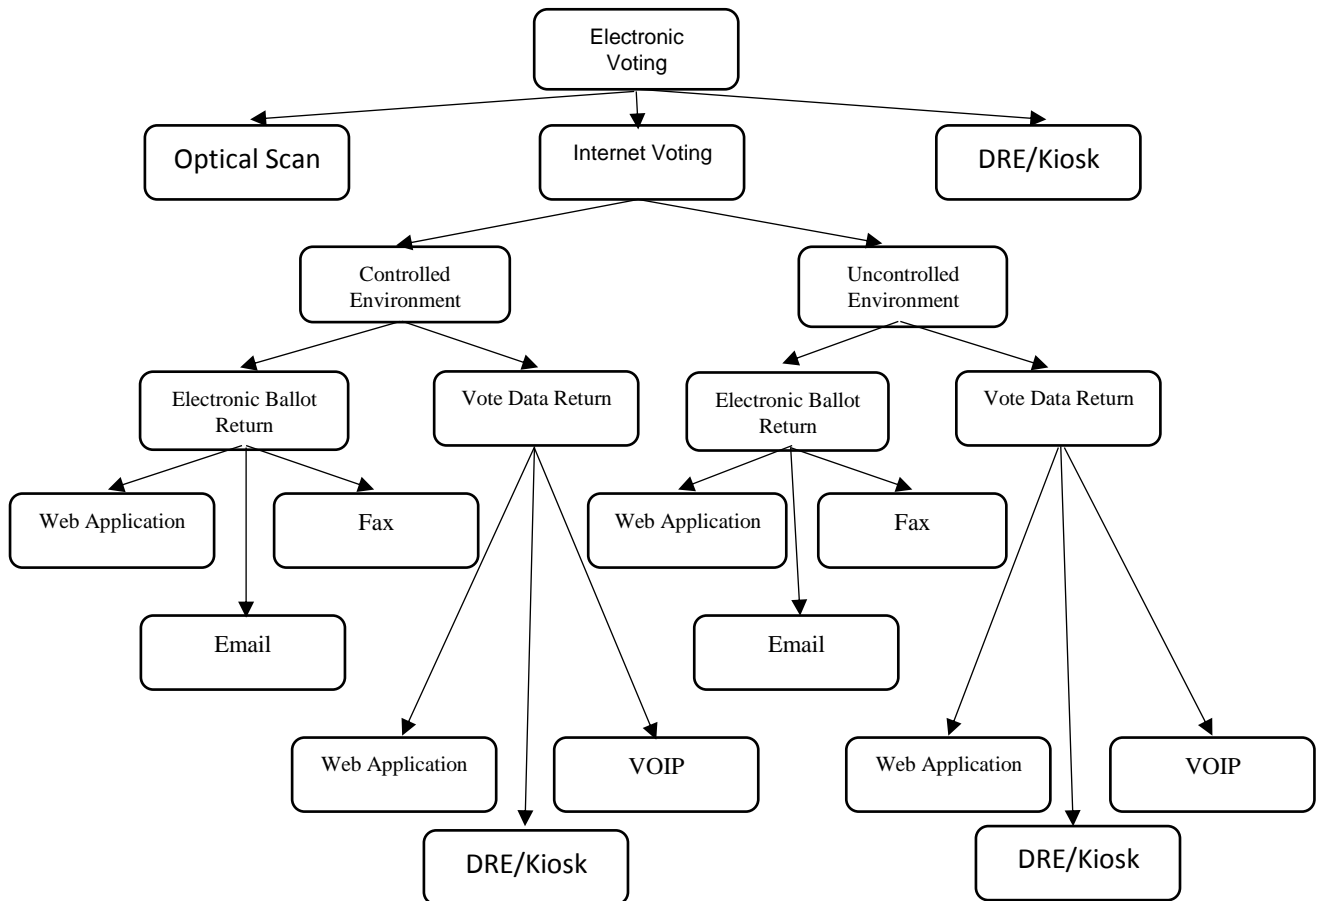 Electronic
Voting
Optical Scan
Internet Voting
DRE/Kiosk
Controlled
Environment
Uncontrolled
Environment
Electronic Ballot
Return
Vote Data Return
Electronic Ballot
Return
Vote Data Return
Web Application
Fax
Web Application
Fax
Email
Email
Web Application
VOIP
Web Application
VOIP
DRE/Kiosk
DRE/Kiosk